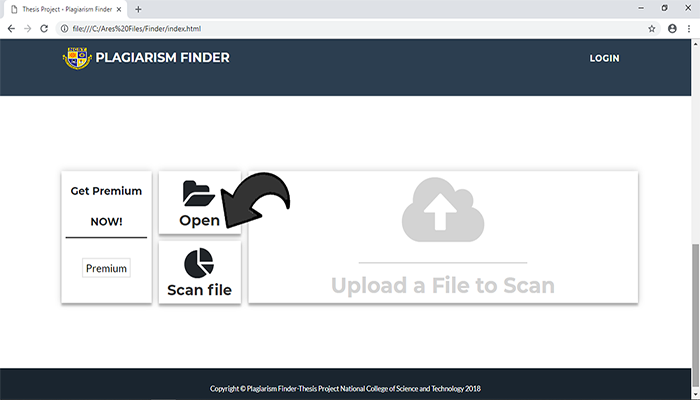 Thesis Project - Plagiarism Finder
file:///C:/Ares%20Files/Finder/index.html
PLAGIARISM FINDER
LOGIN
Get Premium
NOW!
Premium
Open
Scan file
Upload a File to Scan
Copyright © Plagiarism Finder-Thesis Project National College of Science and Technology 2018